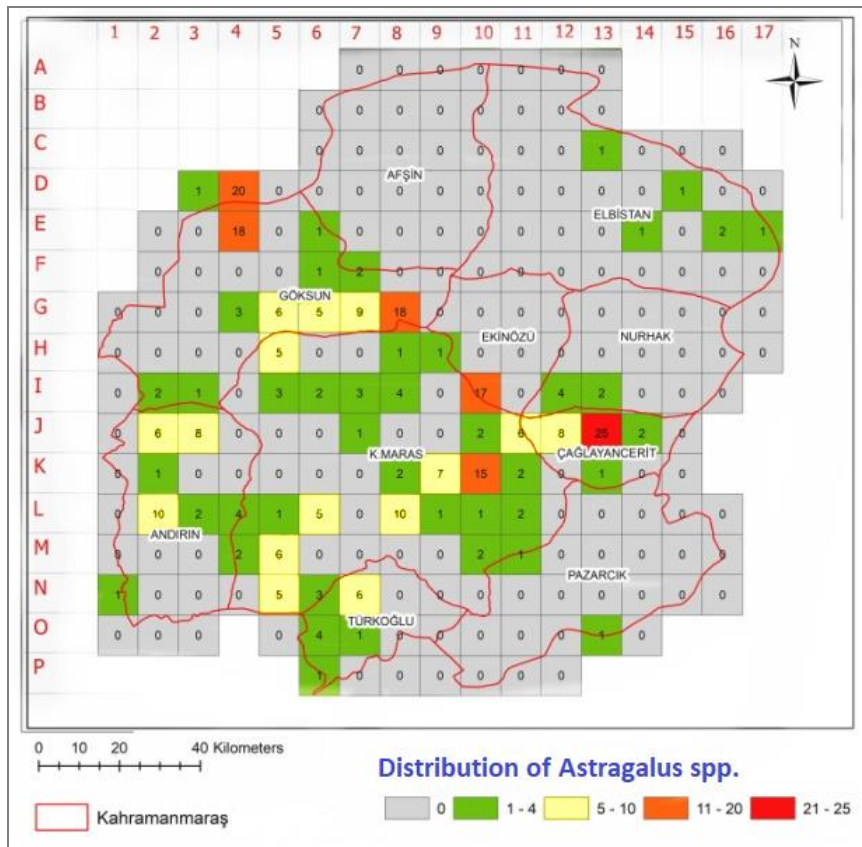 1 2 3 4 5 6 7 8 9 10 11 12 13 14 15 16 17
N
A 0 0 0 0 0 0 0
B 0 0 0 0 0 0 0 0
C 0 0 0 0 0 0 0 1 0 0 0
AFŞİN
D 1 20 0 0 0 0 0 0 0 0 0 0 1 0 0
ELBİSTAN
E 0 0 18 0 1 0 0 0 0 0 0 0 1 0 2 1
F 0 0 0 0 1 2 0 0 0 0 0 0 0 0 0 0
GÖKSUN
G 0 0 0 3 6 5 9 18 0 0 0 0 0 0 0 0 0
EKİNÖZÜ NURHAK
H 0 0 0 0 5 0 0 1 1 0 0 0 0 0 0 0 0
I 0 2 1 0 3 2 3 4 0 17 0 4 2 0 0 0
J 0 6 8 0 0 0 1 0 0 2 6 8 25 2 0
K.MARAS ÇAĞLAYANCERİT
K 0 1 0 0 0 0 0 2 7 15 2 0 1 0 0
L 0 10 2 4 1 5 0 10 1 1 2 0 0 0 0 0
ANDIRIN
M 0 0 0 2 6 0 0 0 0 2 1 0 0 0 0 0
PAZARCIK
N 1 0 0 0 5 3 6 0 0 0 0 0 0 0 0 0
TÜRKOĞLU
O 0 0 0 0 4 1 0 0 0 0 0 1 0
P 1 0 0 0 0 0 0
0 10 20 40 Kilometers
Distribution of Astragalus spp.
Kahramanmaraş
0 1 - 4 5 - 10 11 - 20 21 - 25